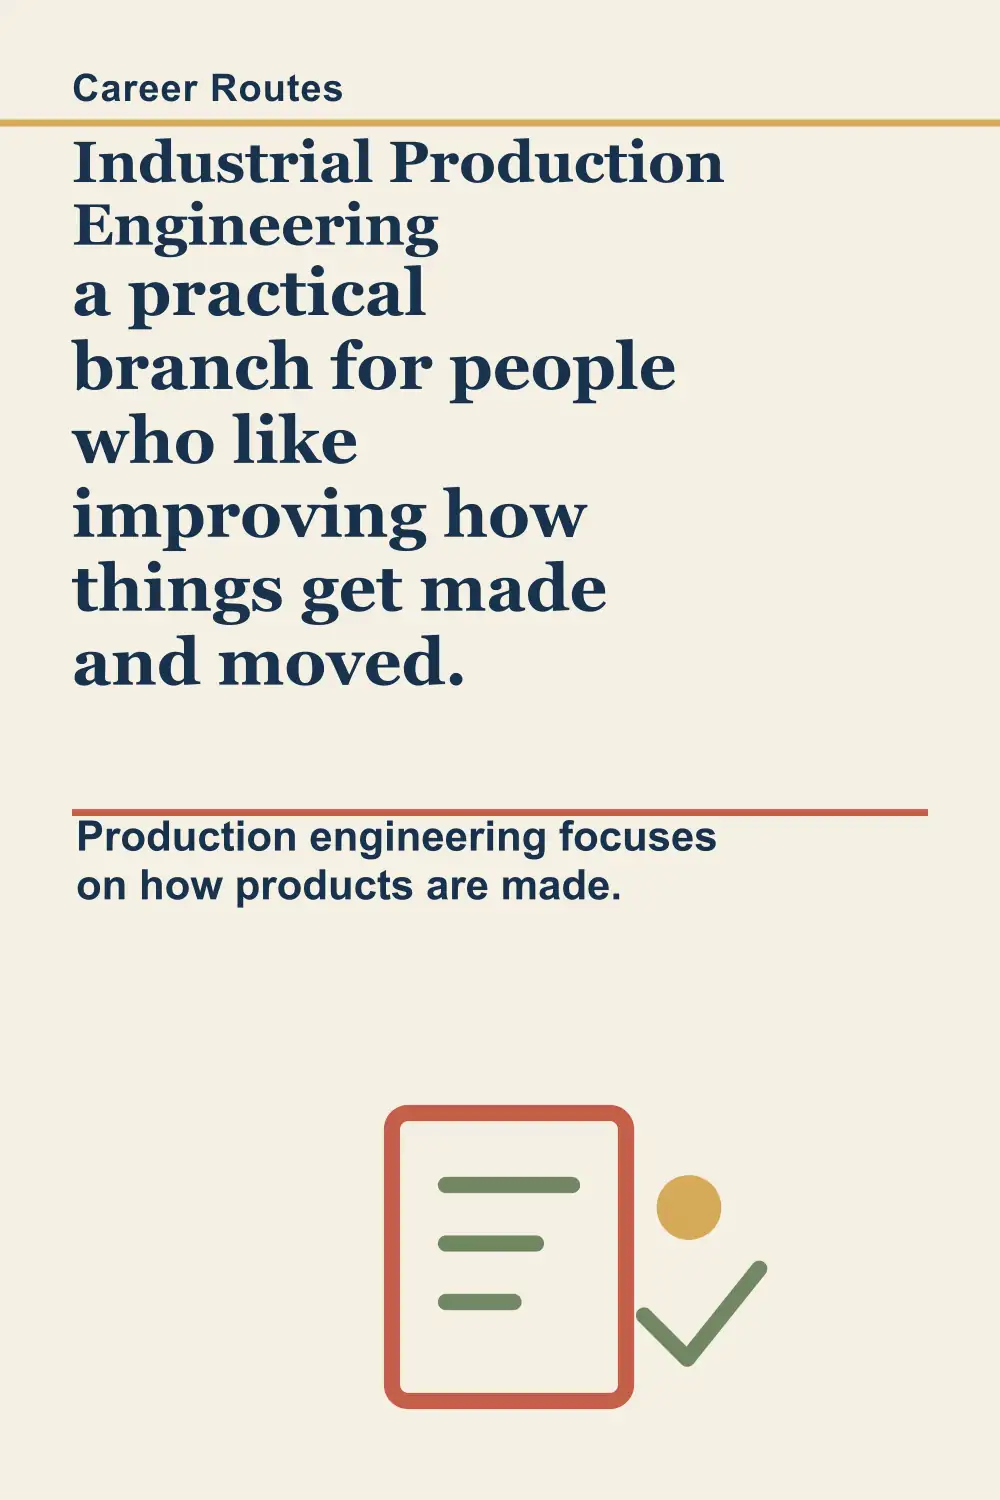 Career Routes
Industrial Production
Engineering
a practical
branch for people
who like
improving how
things get made
and moved.
Production engineering focuses
on how products are made.